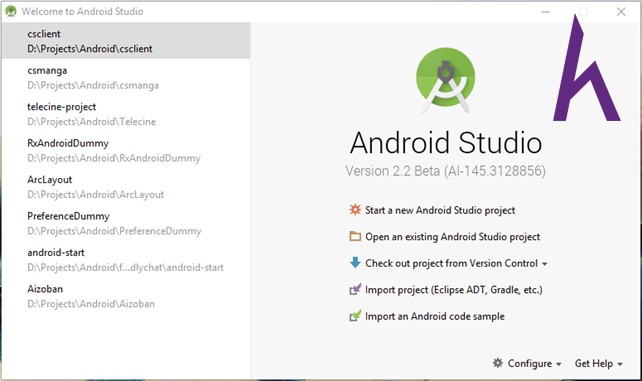 Welcome to Android Studio
csclient
D:\Projects\Android\csclient
csmanga
D:\Projects\Android\csmanga
telecine-project
D:\Projects\Android\Telecine
RxAndroidDummy
D:\Projects\Android\RxAndroidDummy
ArcLayout
D:\Projects\Android\ArcLayout
PreferenceDummy
D:\Projects\Android\PreferenceDummy
android-start
D:\Projects\Android\f...dlychat\android-start
Aizoban
D:\Projects\Android\Aizoban
Android Studio
Version 2.2 Beta (AI-145.3128856)
Start a new Android Studio project
Open an existing Android Studio project
Check out project from Version Control
Import project (Eclipse ADT, Gradle, etc.)
Import an Android code sample
Configure
Get Help